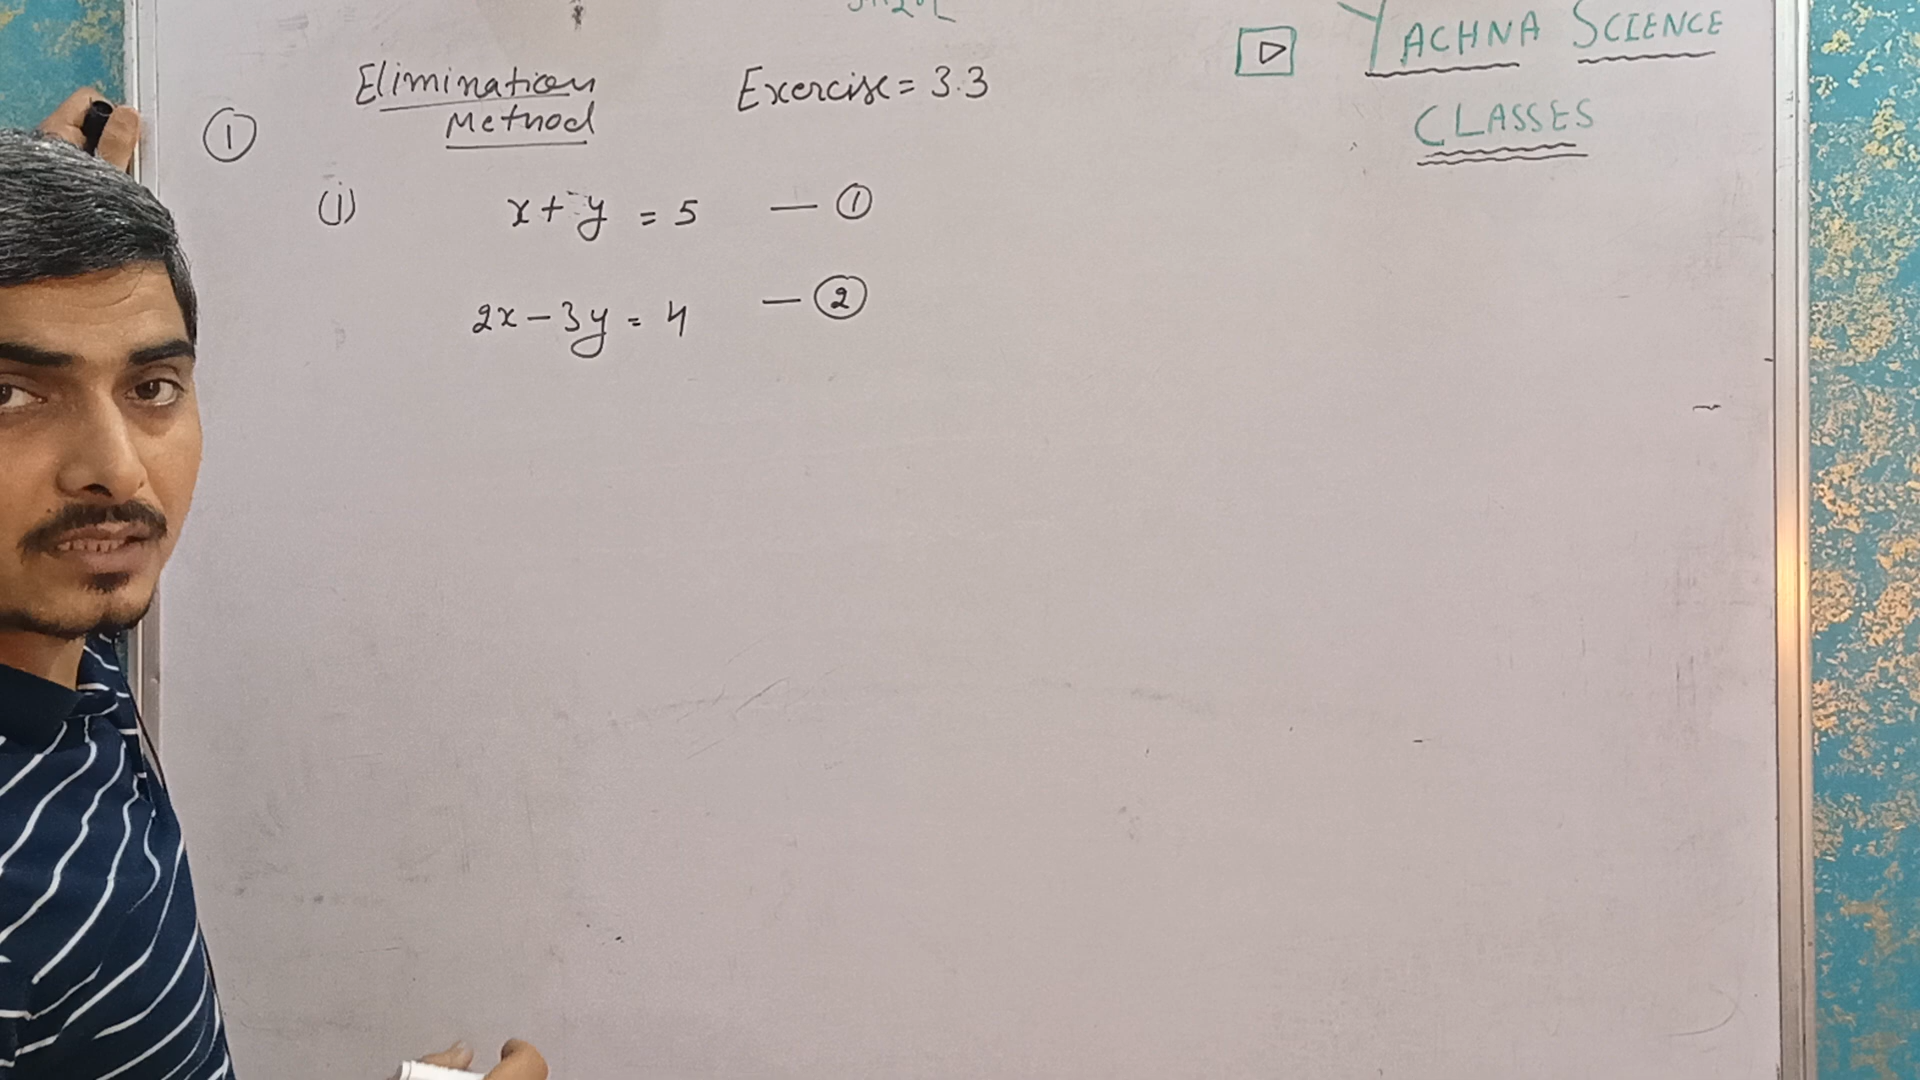 YACHNA SCIENCE
CLASSES
Elimination
Method
Exercise = 3.3
①
(i) x + y = 5 — ①
2x - 3y = 4 — ②